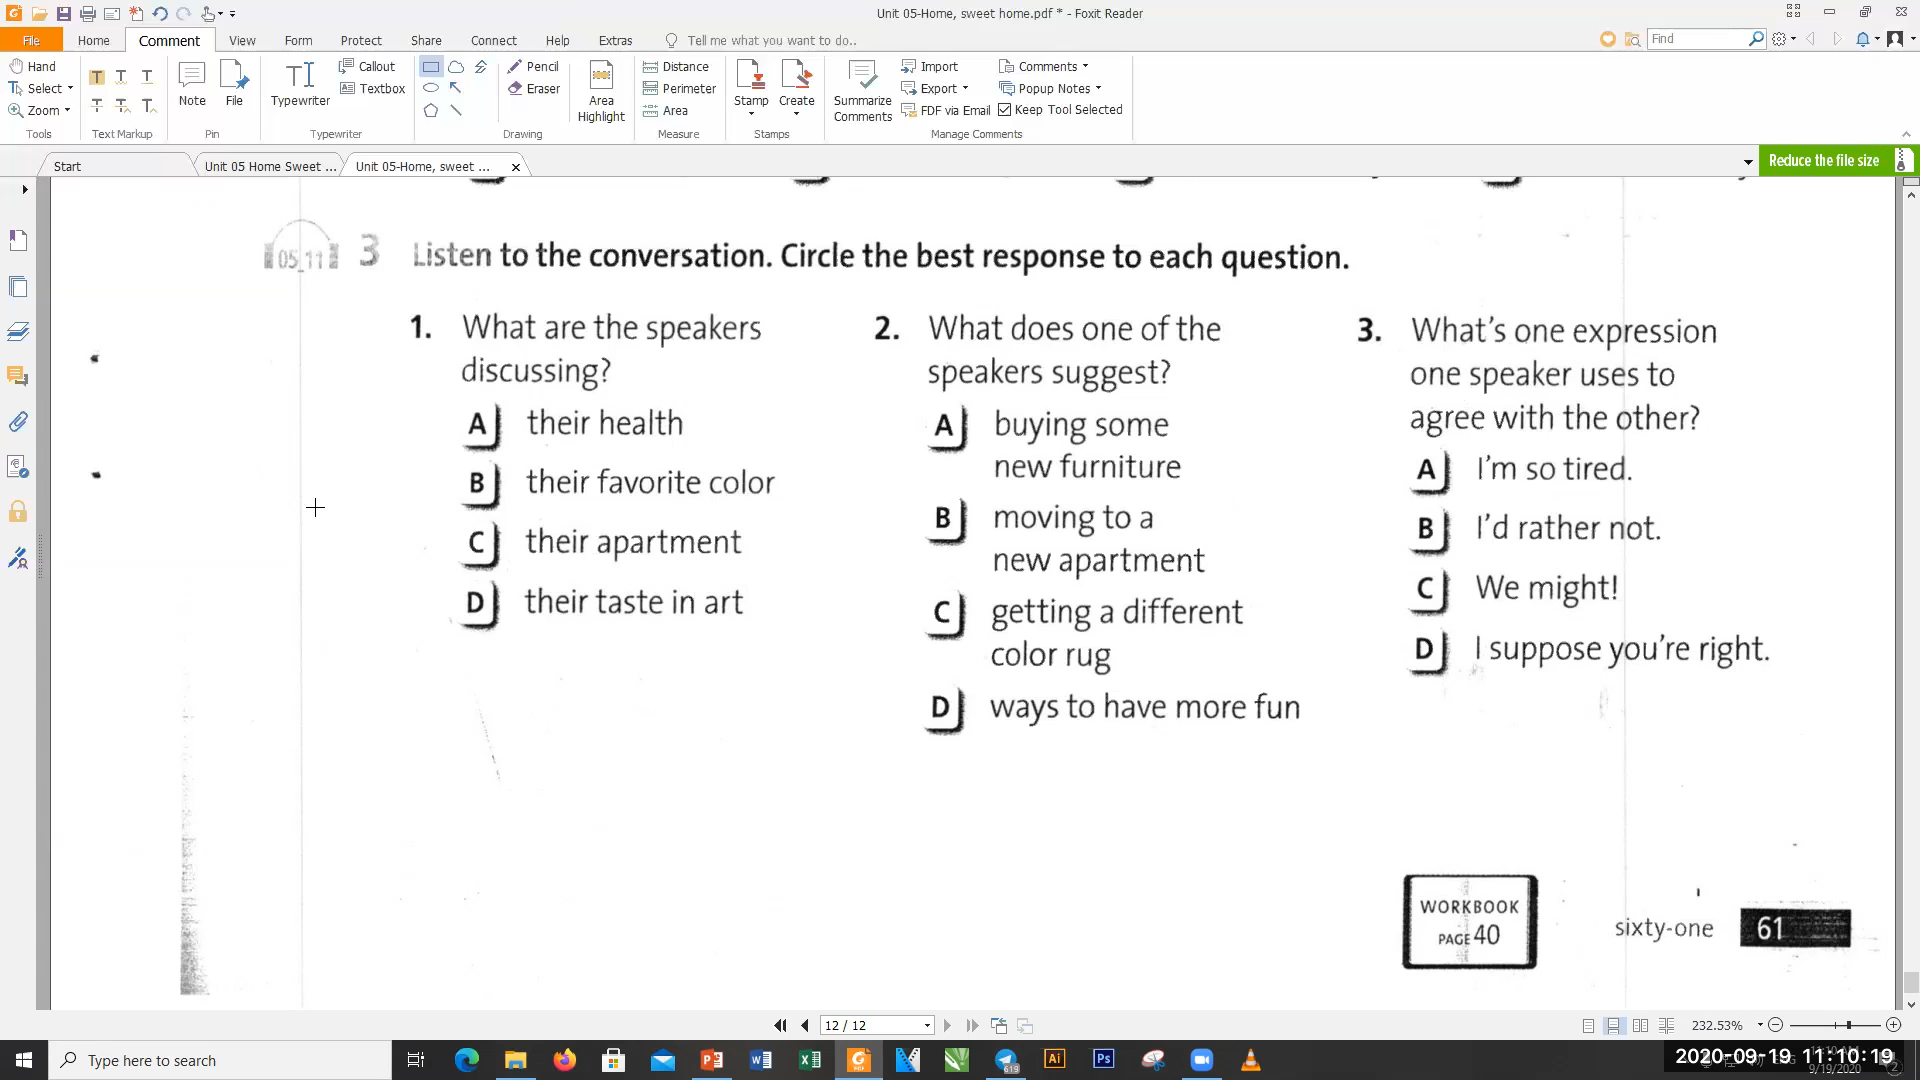 Unit 05-Home, sweet home.pdf * - Foxit Reader
File Home Comment View Form Protect Share Connect Help Extras Tell me what you want to do.. Find
Hand
Select
Zoom
Tools
Text Markup
Note File
Pin
Typewriter
Callout
Textbox
Typewriter
Pencil
Eraser
Area Highlight
Drawing
Distance
Perimeter
Area
Measure
Stamp Create
Stamps
Summarize Comments
Import
Export
FDF via Email
Comments
Popup Notes
Keep Tool Selected
Manage Comments
Start Unit 05 Home Sweet ... Unit 05-Home, sweet ... Reduce the file size
05_11 3 Listen to the conversation. Circle the best response to each question.
1. What are the speakers
discussing?
A their health
B their favorite color
C their apartment
D their taste in art
2. What does one of the
speakers suggest?
A buying some
new furniture
B moving to a
new apartment
C getting a different
color rug
D ways to have more fun
3. What's one expression
one speaker uses to
agree with the other?
A I'm so tired.
B I'd rather not.
C We might!
D I suppose you're right.
WORKBOOK
PAGE 40
sixty-one 61
12 / 12 232.53%
Type here to search
619
2020-09-19 11:10:19
9/19/2020